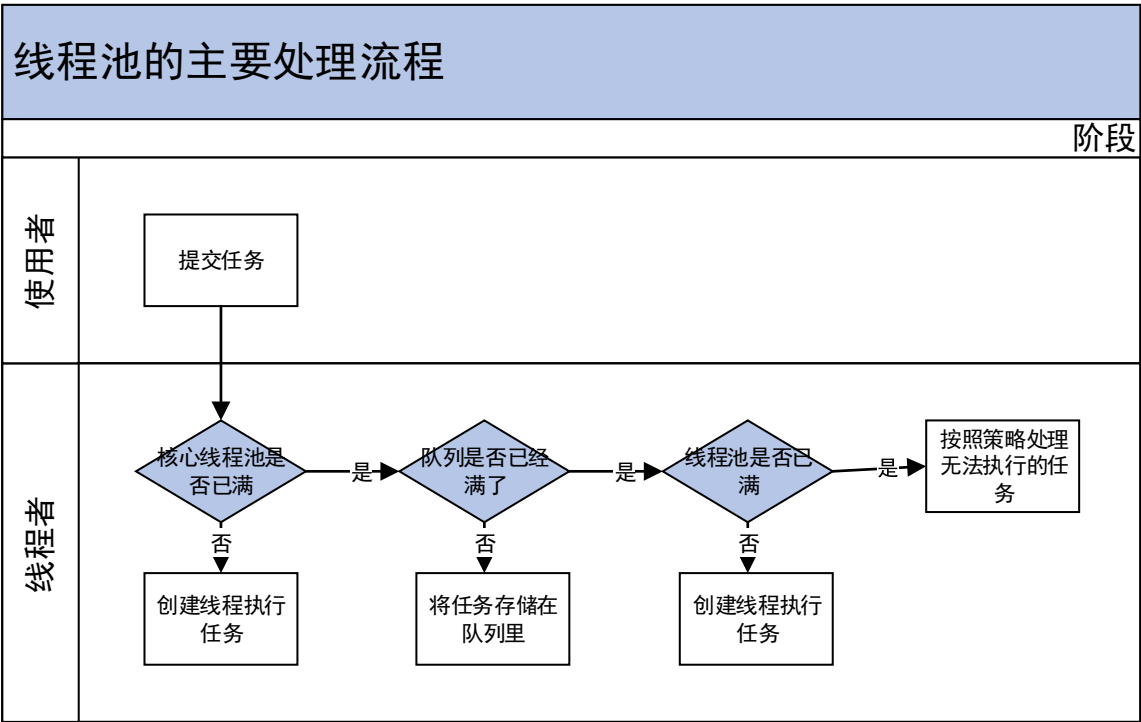 线程池的主要处理流程
阶段
使用者
提交任务
线程者
核心线程池是
否已满
是
队列是否已经
满了
是
线程池是否已
满
是
按照策略处理
无法执行的任
务
否
否
否
创建线程执行
任务
将任务存储在
队列里
创建线程执行
任务